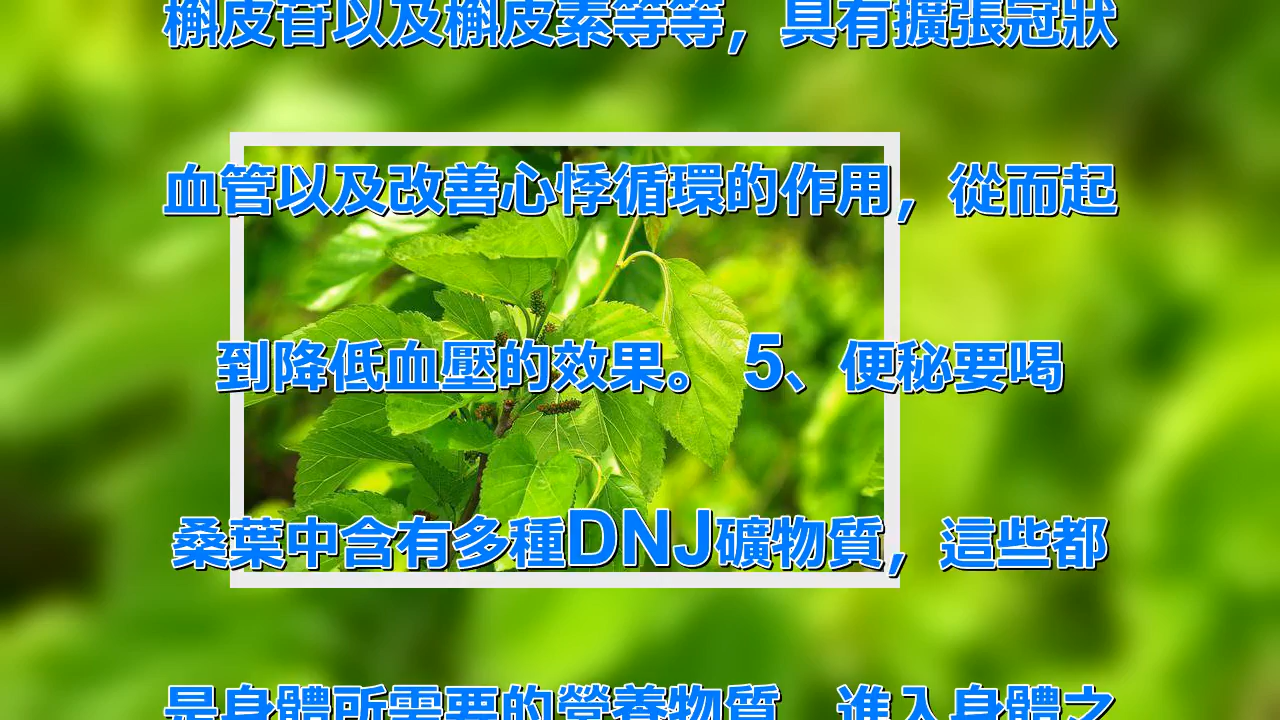 槲皮苷以及槲皮素等等，具有擴張冠狀
血管以及改善心悸循環的作用，從而起
到降低血壓的效果。 5、便秘要喝
桑葉中含有多種DNJ礦物質，這些都
是身體所需要的營養物質，進入身體之